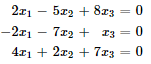 2x₁ − 5x₂ + 8x₃ = 0
−2x₁ − 7x₂ + x₃ = 0
4x₁ + 2x₂ + 7x₃ = 0